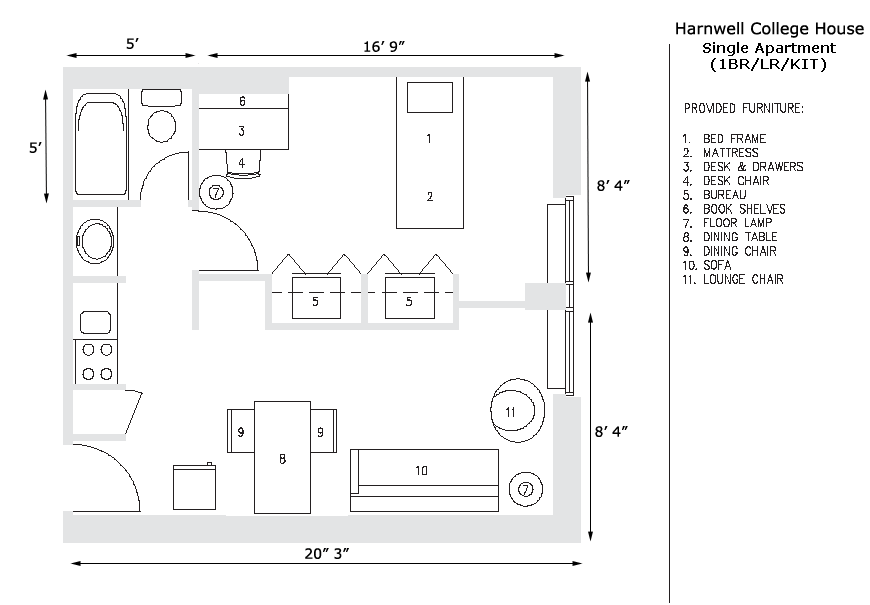 Harnwell College House
Single Apartment
(1BR/LR/KIT)
5’
16’ 9”
5’
8’ 4”
8’ 4”
20” 3”
6
3
4
7
1
2
5
5
9
9
8
10
11
7
PROVIDED FURNITURE:
1. BED FRAME
2. MATTRESS
3. DESK & DRAWERS
4. DESK CHAIR
5. BUREAU
6. BOOK SHELVES
7. FLOOR LAMP
8. DINING TABLE
9. DINING CHAIR
10. SOFA
11. LOUNGE CHAIR